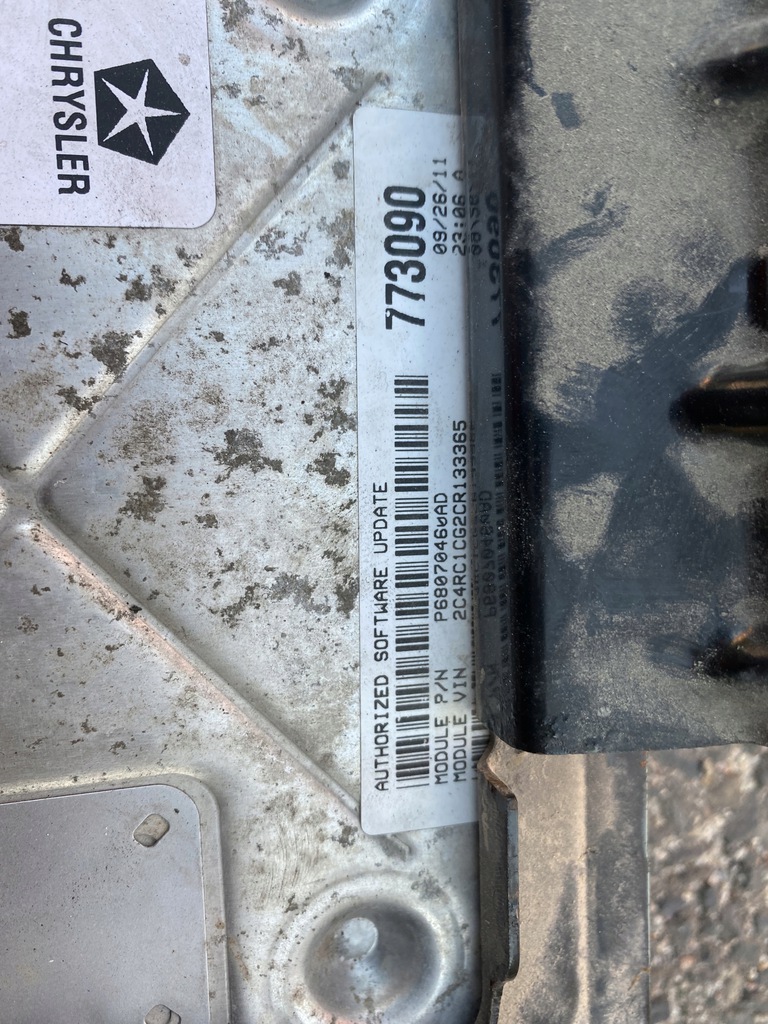 CHRYSLER
773090
09/26/11
23:06 A
AUTHORIZED SOFTWARE UPDATE
MODULE P/N P68070460AD
MODULE VIN 2C4RC1CG2CR133365